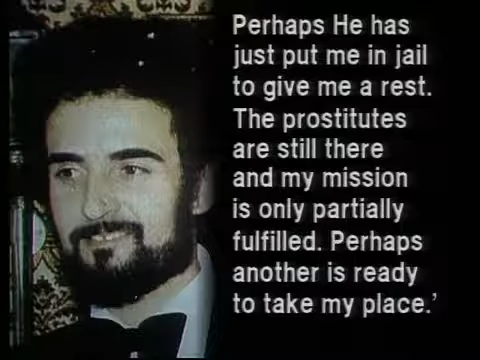 Perhaps He has
just put me in jail
to give me a rest.
The prostitutes
are still there
and my mission
is only partially
fulfilled. Perhaps
another is ready
to take my place.'